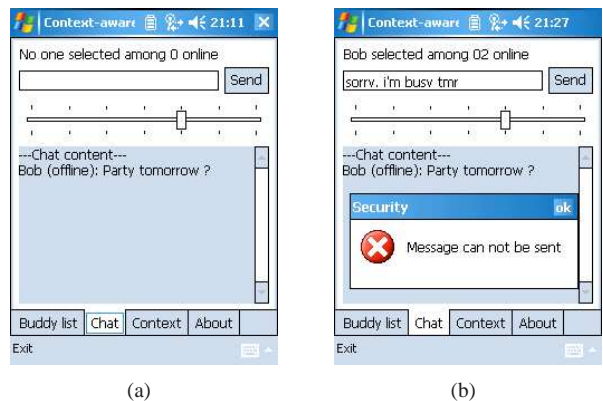 Context-aware 21:11
No one selected among 0 online
Send
---Chat content---
Bob (offline): Party tomorrow ?
Buddy list Chat Context About
Exit
(a)
Context-aware 21:27
Bob selected among 02 online
sorry. i'm busy tmr Send
---Chat content---
Bob (offline): Party tomorrow ?
Security ok
Message can not be sent
Buddy list Chat Context About
Exit
(b)